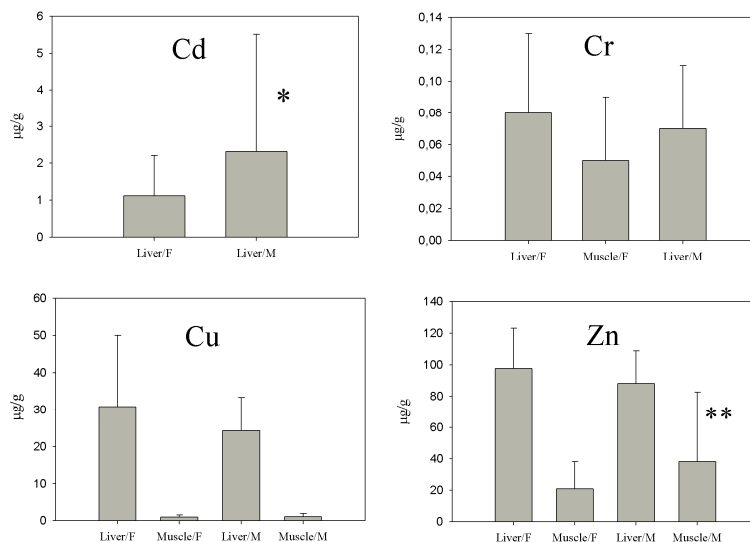 Cd
µg/g
6
5
4
3
2
1
0
*
Liver/F Liver/M
Cr
0,14
0,12
0,10
0,08
0,06
0,04
0,02
0,00
Liver/F Muscle/F Liver/M
Cu
µg/g
60
50
40
30
20
10
0
Liver/F Muscle/F Liver/M Muscle/M
Zn
µg/g
140
120
100
80
60
40
20
0
**
Liver/F Muscle/F Liver/M Muscle/M